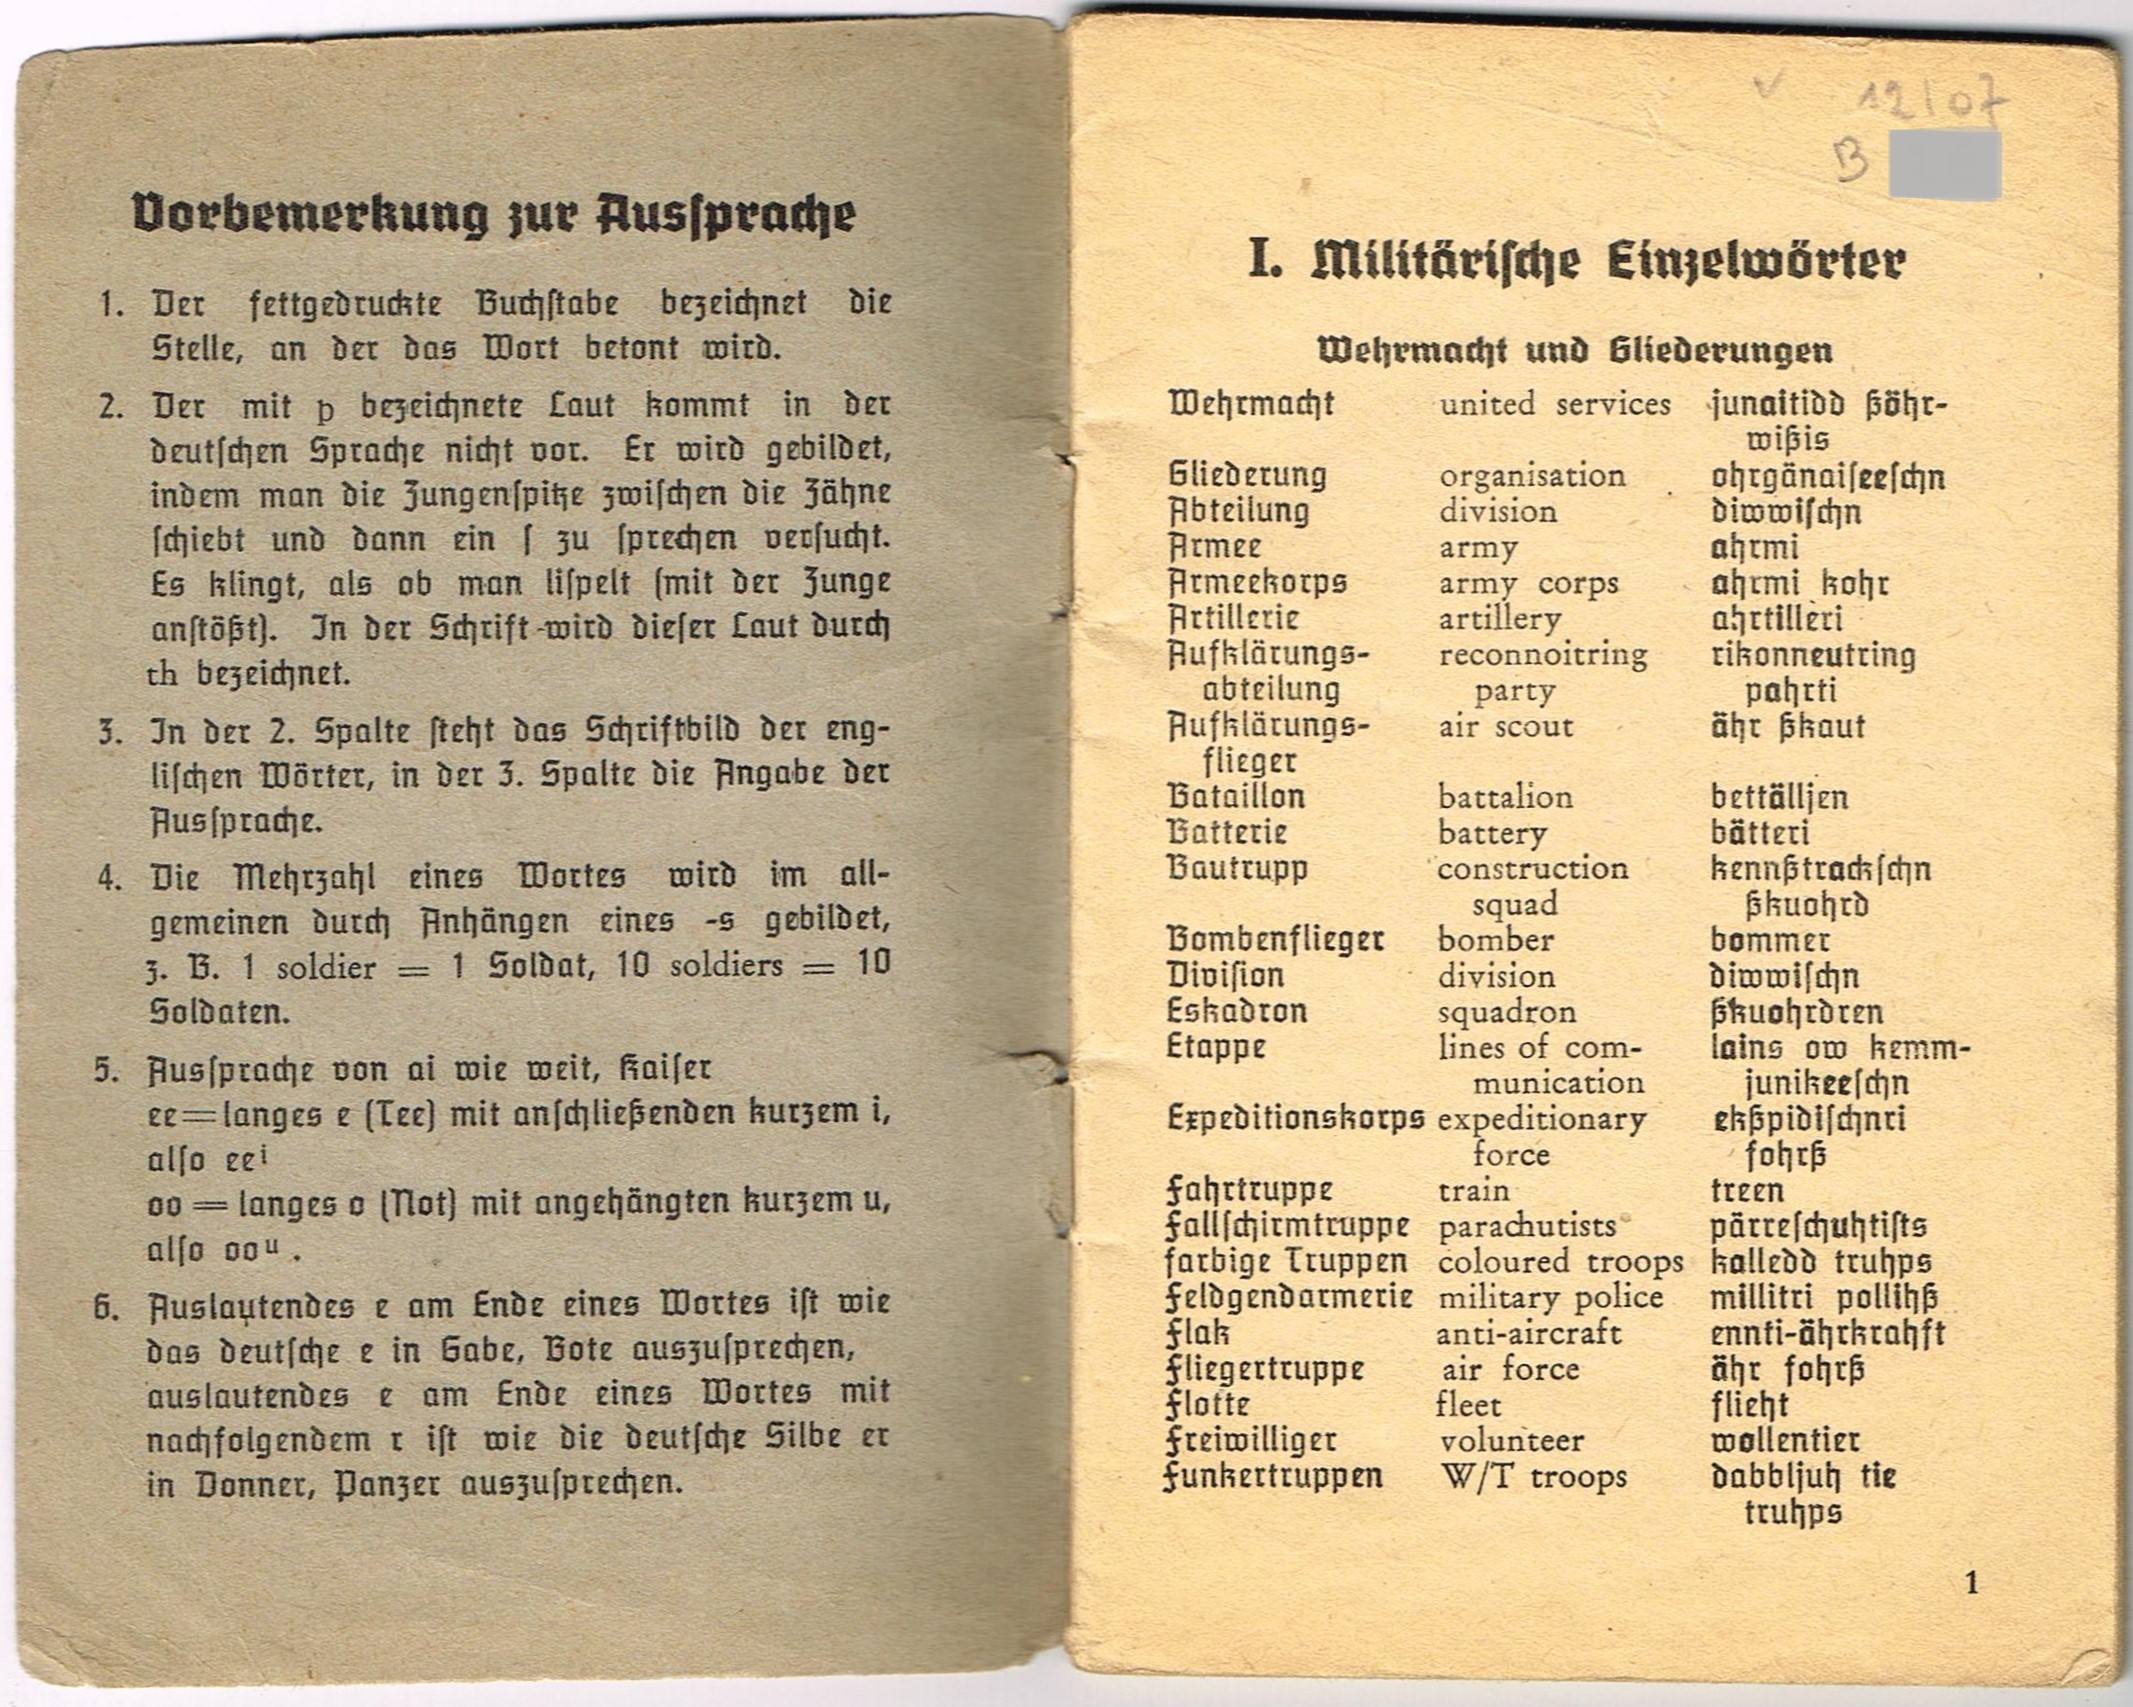 Vorbemerkung zur Ausſprache
1. Der fettgedruckte Buchſtabe bezeichnet die
Stelle, an der das Wort betont wird.
2. Der mit þ bezeichnete Laut kommt in der
deutſchen Sprache nicht vor. Er wird gebildet,
indem man die Zungenſpitze zwiſchen die Zähne
ſchiebt und dann ein ſ zu ſprechen verſucht.
Es klingt, als ob man liſpelt (mit der Zunge
anſtößt). In der Schrift wird dieſer Laut durch
th bezeichnet.
3. In der 2. Spalte ſteht das Schriftbild der eng-
liſchen Wörter, in der 3. Spalte die Angabe der
Ausſprache.
4. Die Mehrzahl eines Wortes wird im all-
gemeinen durch Anhängen eines -s gebildet,
z. B. 1 soldier = 1 Soldat, 10 soldiers = 10
Soldaten.
5. Ausſprache von ai wie weit, Kaiſer
ee=langes e (Tee) mit anſchließenden kurzem i,
alſo eeⁱ
oo = langes o (Not) mit angehängten kurzem u,
alſo ooᵘ.
6. Auslautendes e am Ende eines Wortes iſt wie
das deutſche e in Gabe, Bote auszuſprechen,
auslautendes e am Ende eines Wortes mit
nachfolgendem r iſt wie die deutſche Silbe er
in Donner, Panzer auszuſprechen.
12/07
B
I. Militäriſche Einzelwörter
Wehrmacht und Gliederungen
Wehrmacht united services junaitidd ßöhr-
wißis
Gliederung organisation ohrgänaiſeeſchn
Abteilung division diwwiſchn
Armee army ahrmi
Armeekorps army corps ahrmi kohr
Artillerie artillery ahrtilleri
Aufklärungs- reconnoitring rikonneutring
abteilung party pahrti
Aufklärungs- air scout ähr ßkaut
flieger
Bataillon battalion bettälljen
Batterie battery bätteri
Bautrupp construction kennßtrackſchn
squad ßkuohrd
Bombenflieger bomber bommer
Diviſion division diwwiſchn
Eskadron squadron ßkuohrdren
Etappe lines of com- lains ow kemm-
munication junikeeſchn
Expeditionskorps expeditionary ekßpidiſchnri
force fohrß
Fahrtruppe train treen
Fallſchirmtruppe parachutists pärreſchuhtiſts
farbige Truppen coloured troops kalledd truhps
Feldgendarmerie military police millitri pollihß
Flak anti-aircraft ennti-ährkrahft
Fliegertruppe air force ähr fohrß
Flotte fleet flieht
Freiwilliger volunteer wollentier
Funkertruppen W/T troops dabbljuh tie
truhps
1